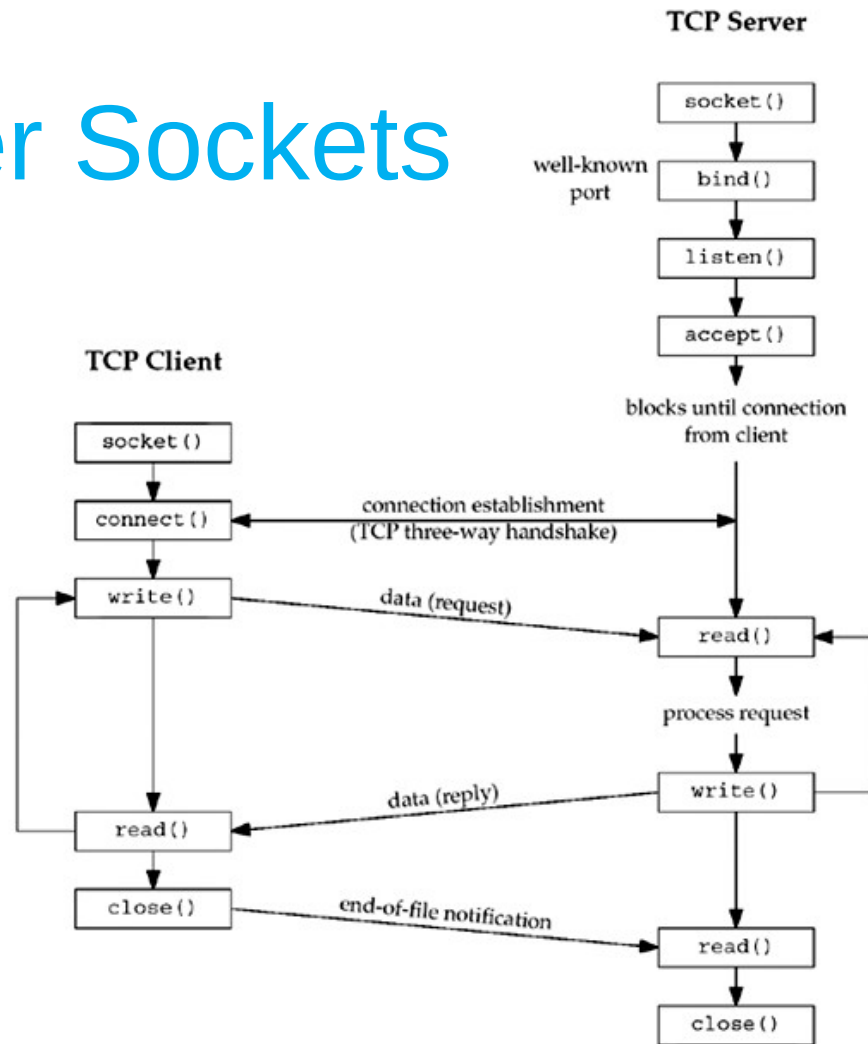 TCP Server
er Sockets
socket()
well-known
port
bind()
listen()
accept()
blocks until connection
from client
TCP Client
socket()
connect()
connection establishment
(TCP three-way handshake)
write()
data (request)
read()
process request
write()
data (reply)
read()
close()
end-of-file notification
read()
close()